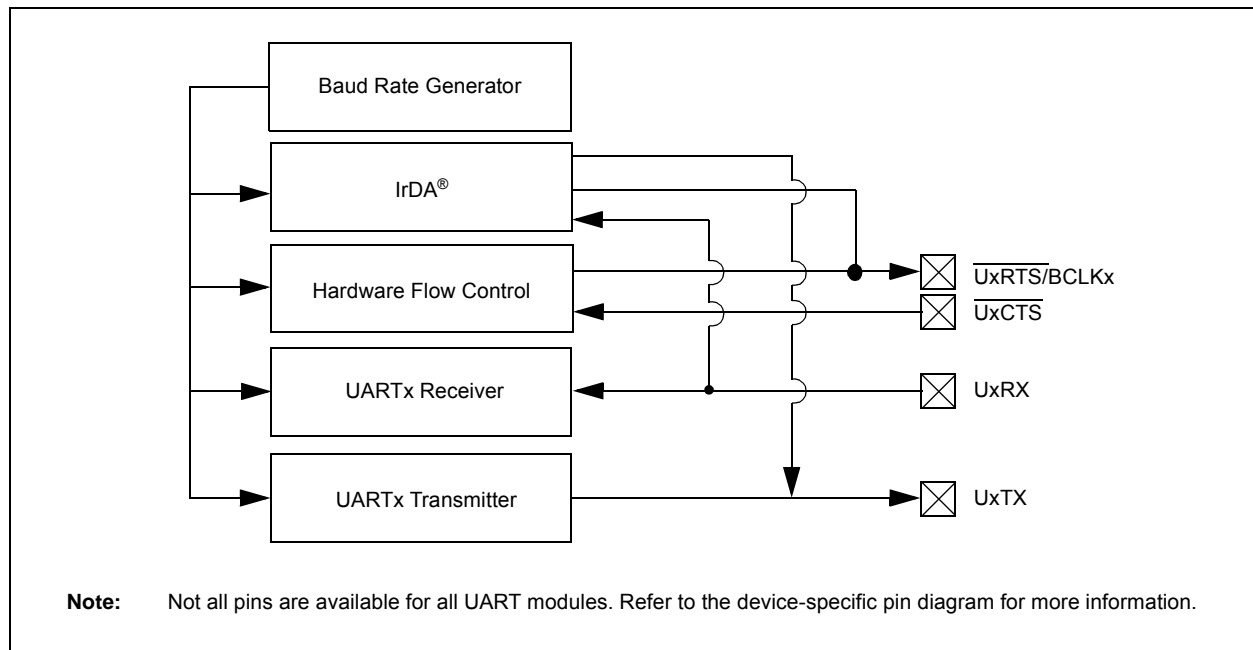 Baud Rate Generator
IrDA®
Hardware Flow Control
UxRTS/BCLKx
UxCTS
UARTx Receiver
UxRX
UARTx Transmitter
UxTX
Note: Not all pins are available for all UART modules. Refer to the device-specific pin diagram for more information.